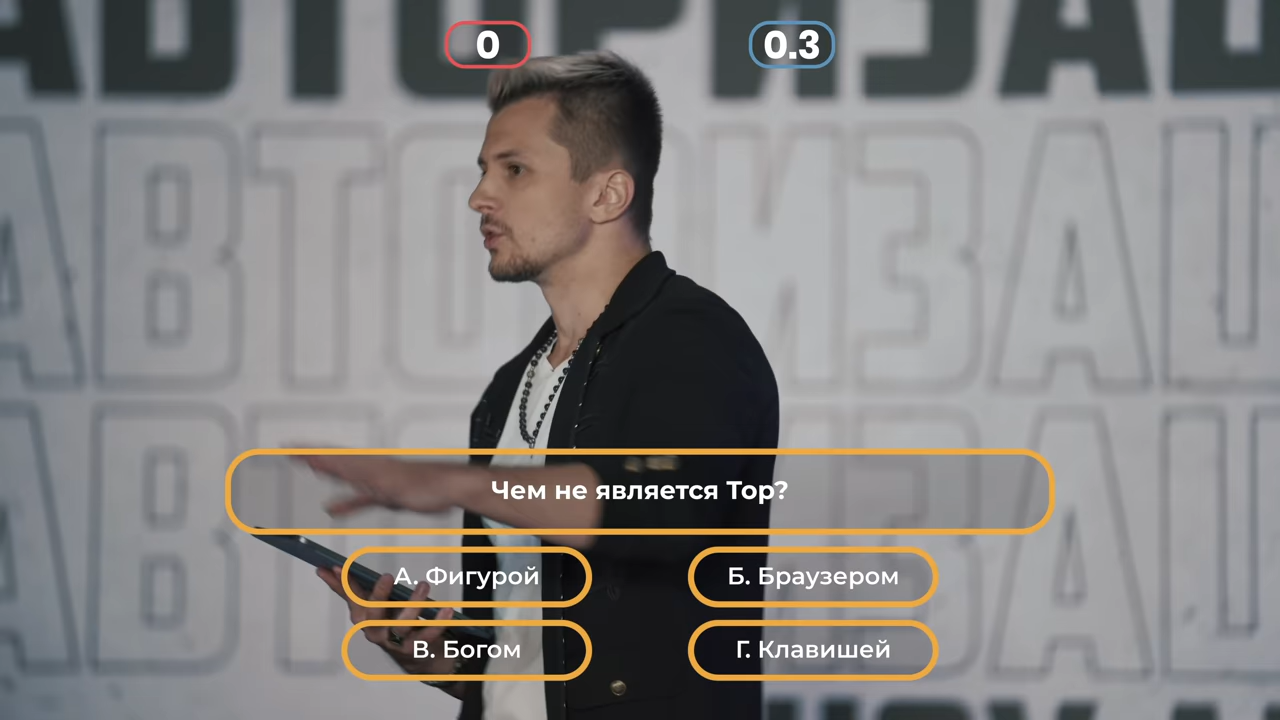 АВТОРИЗАЦ
0
0.3
АВТОРИЗАЦ
АВТОРИЗАЦ
Чем не является Тор?
А. Фигурой
Б. Браузером
В. Богом
Г. Клавишей